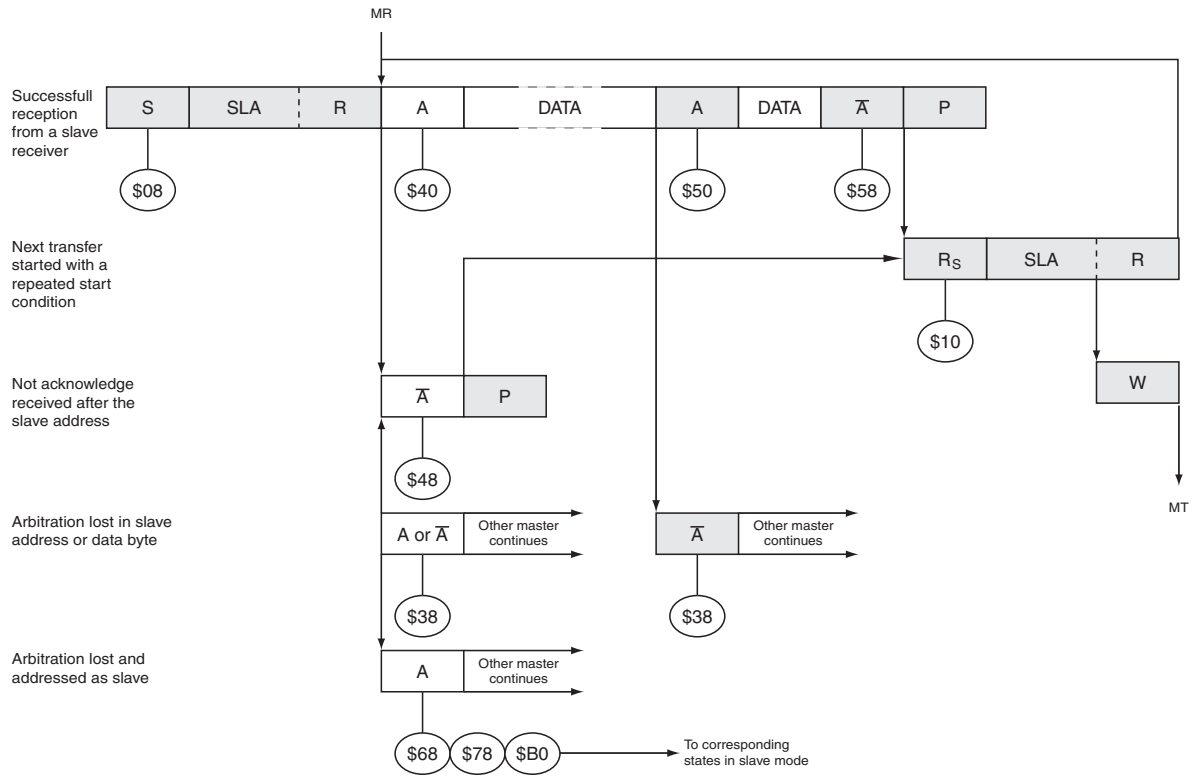 MR
Successfull
reception
from a slave
receiver
S SLA R A DATA A DATA A̅ P
$08 $40 $50 $58
Next transfer
started with a
repeated start
condition
RS SLA R
$10
Not acknowledge
received after the
slave address
A̅ P
W
$48
MT
Arbitration lost in slave
address or data byte
A or A̅ Other master
continues
A̅ Other master
continues
$38 $38
Arbitration lost and
addressed as slave
A Other master
continues
$68 $78 $B0 To corresponding
states in slave mode